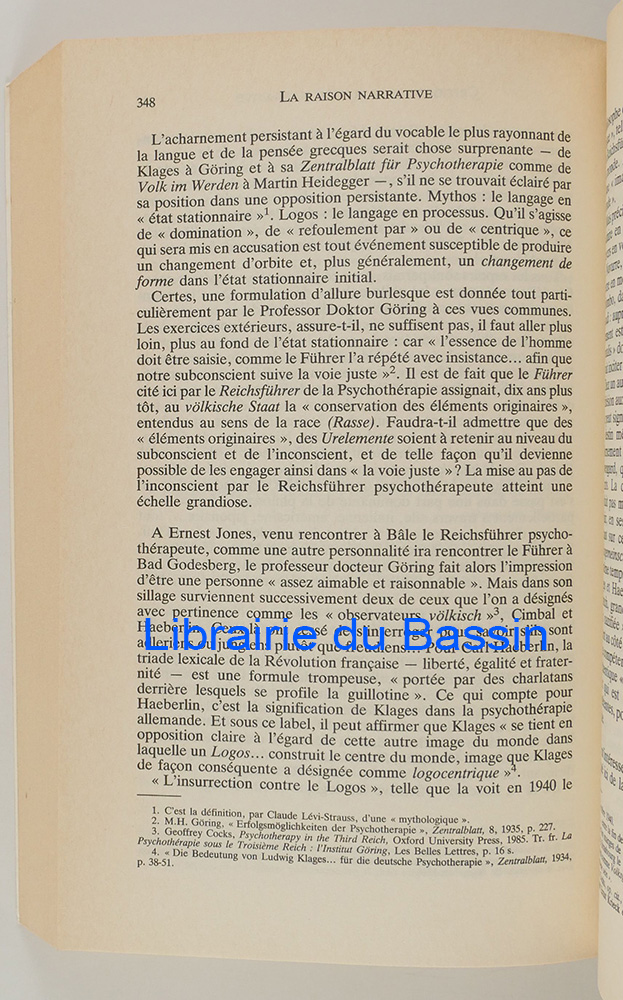 348
LA RAISON NARRATIVE
L'acharnement persistant à l'égard du vocable le plus rayonnant de
la langue et de la pensée grecques serait chose surprenante — de
Klages à Göring et à sa Zentralblatt für Psychotherapie comme de
Volk im Werden à Martin Heidegger —, s'il ne se trouvait éclairé par
sa position dans une opposition persistante. Mythos : le langage en
« état stationnaire »¹. Logos : le langage en processus. Qu'il s'agisse
de « domination », de « refoulement par » ou de « centrique », ce
qui sera mis en accusation est tout événement susceptible de produire
un changement d'orbite et, plus généralement, un changement de
forme dans l'état stationnaire initial.
Certes, une formulation d'allure burlesque est donnée tout parti-
culièrement par le Professor Doktor Göring à ces vues communes.
Les exercices extérieurs, assure-t-il, ne suffisent pas, il faut aller plus
loin, plus au fond de l'état stationnaire : car « l'essence de l'homme
doit être saisie, comme le Führer l'a répété avec insistance... afin que
notre subconscient suive la voie juste »². Il est de fait que le Führer
cité ici par le Reichsführer de la Psychothérapie assignait, dix ans plus
tôt, au völkische Staat la « conservation des éléments originaires »,
entendus au sens de la race (Rasse). Faudra-t-il admettre que des
« éléments originaires », des Urelemente soient à retenir au niveau du
subconscient et de l'inconscient, et de telle façon qu'il devienne
possible de les engager ainsi dans « la voie juste » ? La mise au pas de
l'inconscient par le Reichsführer psychothérapeute atteint une
échelle grandiose.
A Ernest Jones, venu rencontrer à Bâle le Reichsführer psycho-
thérapeute, comme une autre personnalité ira rencontrer le Führer à
Bad Godesberg, le professeur docteur Göring fait alors l'impression
d'être une personne « assez aimable et raisonnable ». Mais dans son
sillage surviennent successivement deux de ceux que l'on a désignés
avec pertinence comme les « observateurs völkisch »³, Cimbal et
Haeberlin. sont
Librairie du Bassin
Haeberlin, la
triade lexicale de la Révolution française — liberté, égalité et frater-
nité — est une formule trompeuse, « portée par des charlatans
derrière lesquels se profile la guillotine ». Ce qui compte pour
Haeberlin, c'est la signification de Klages dans la psychothérapie
allemande. Et sous ce label, il peut affirmer que Klages « se tient en
opposition claire à l'égard de cette autre image du monde dans
laquelle un Logos... construit le centre du monde, image que Klages
de façon conséquente a désignée comme logocentrique »⁴.
« L'insurrection contre le Logos », telle que la voit en 1940 le
1. C'est la définition, par Claude Lévi-Strauss, d'une « mythologique ».
2. M.H. Göring, « Erfolgsmöglichkeiten der Psychotherapie », Zentralblatt, 8, 1935, p. 227.
3. Geoffrey Cocks, Psychotherapy in the Third Reich, Oxford University Press, 1985. Tr. fr. La
Psychothérapie sous le Troisième Reich : l'Institut Göring, Les Belles Lettres, p. 16 s.
4. « Die Bedeutung von Ludwig Klages... für die deutsche Psychotherapie », Zentralblatt, 1934,
p. 38-51.